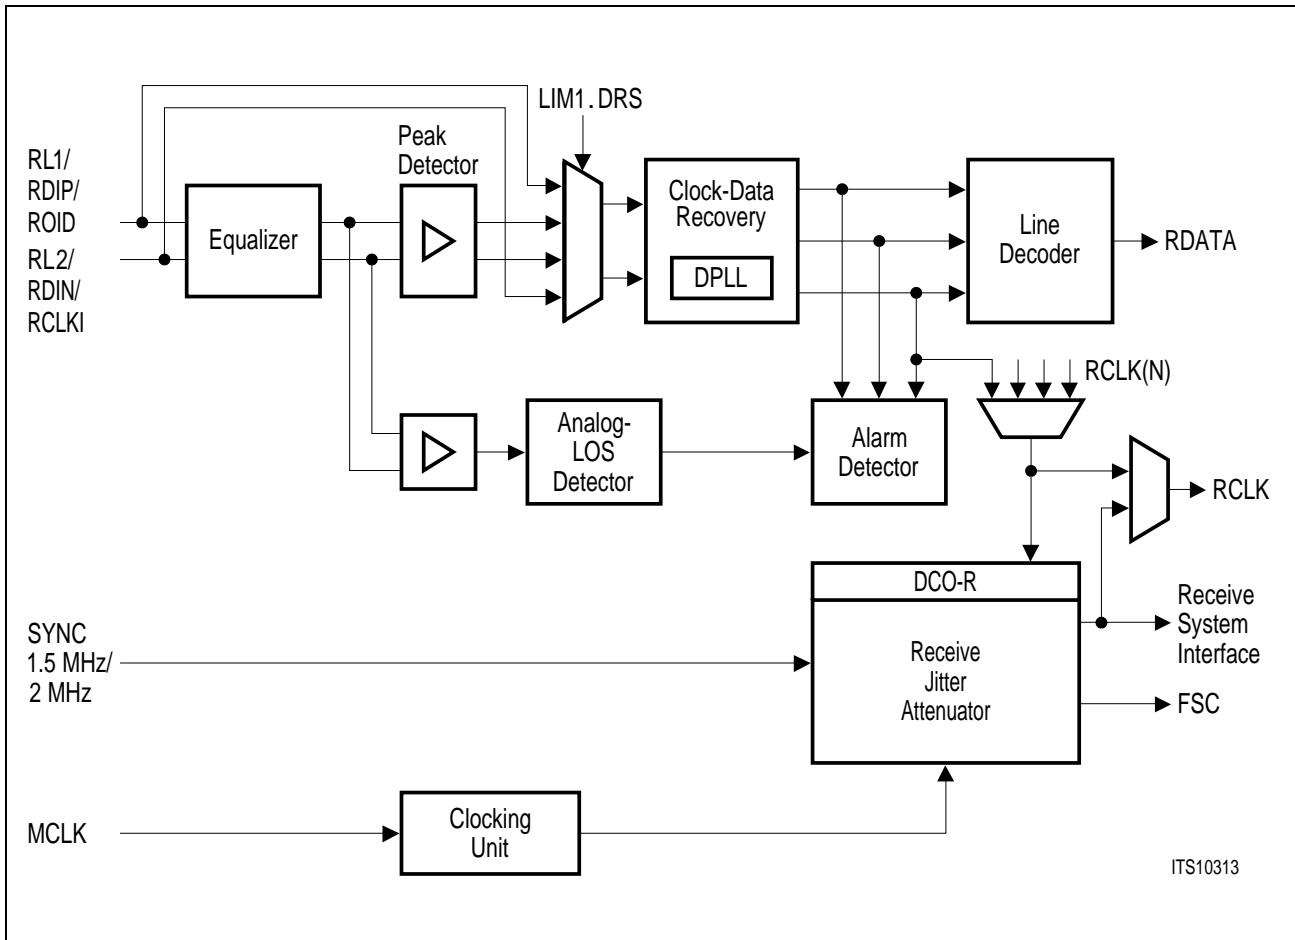 LIM1.DRS
Peak
Detector
RL1/
RDIP/
ROID
RL2/
RDIN/
RCLKI
Equalizer
Clock-Data
Recovery
DPLL
Line
Decoder
RDATA
RCLK(N)
Analog-
LOS
Detector
Alarm
Detector
RCLK
DCO-R
Receive
Jitter
Attenuator
Receive
System
Interface
FSC
SYNC
1.5 MHz/
2 MHz
MCLK
Clocking
Unit
ITS10313